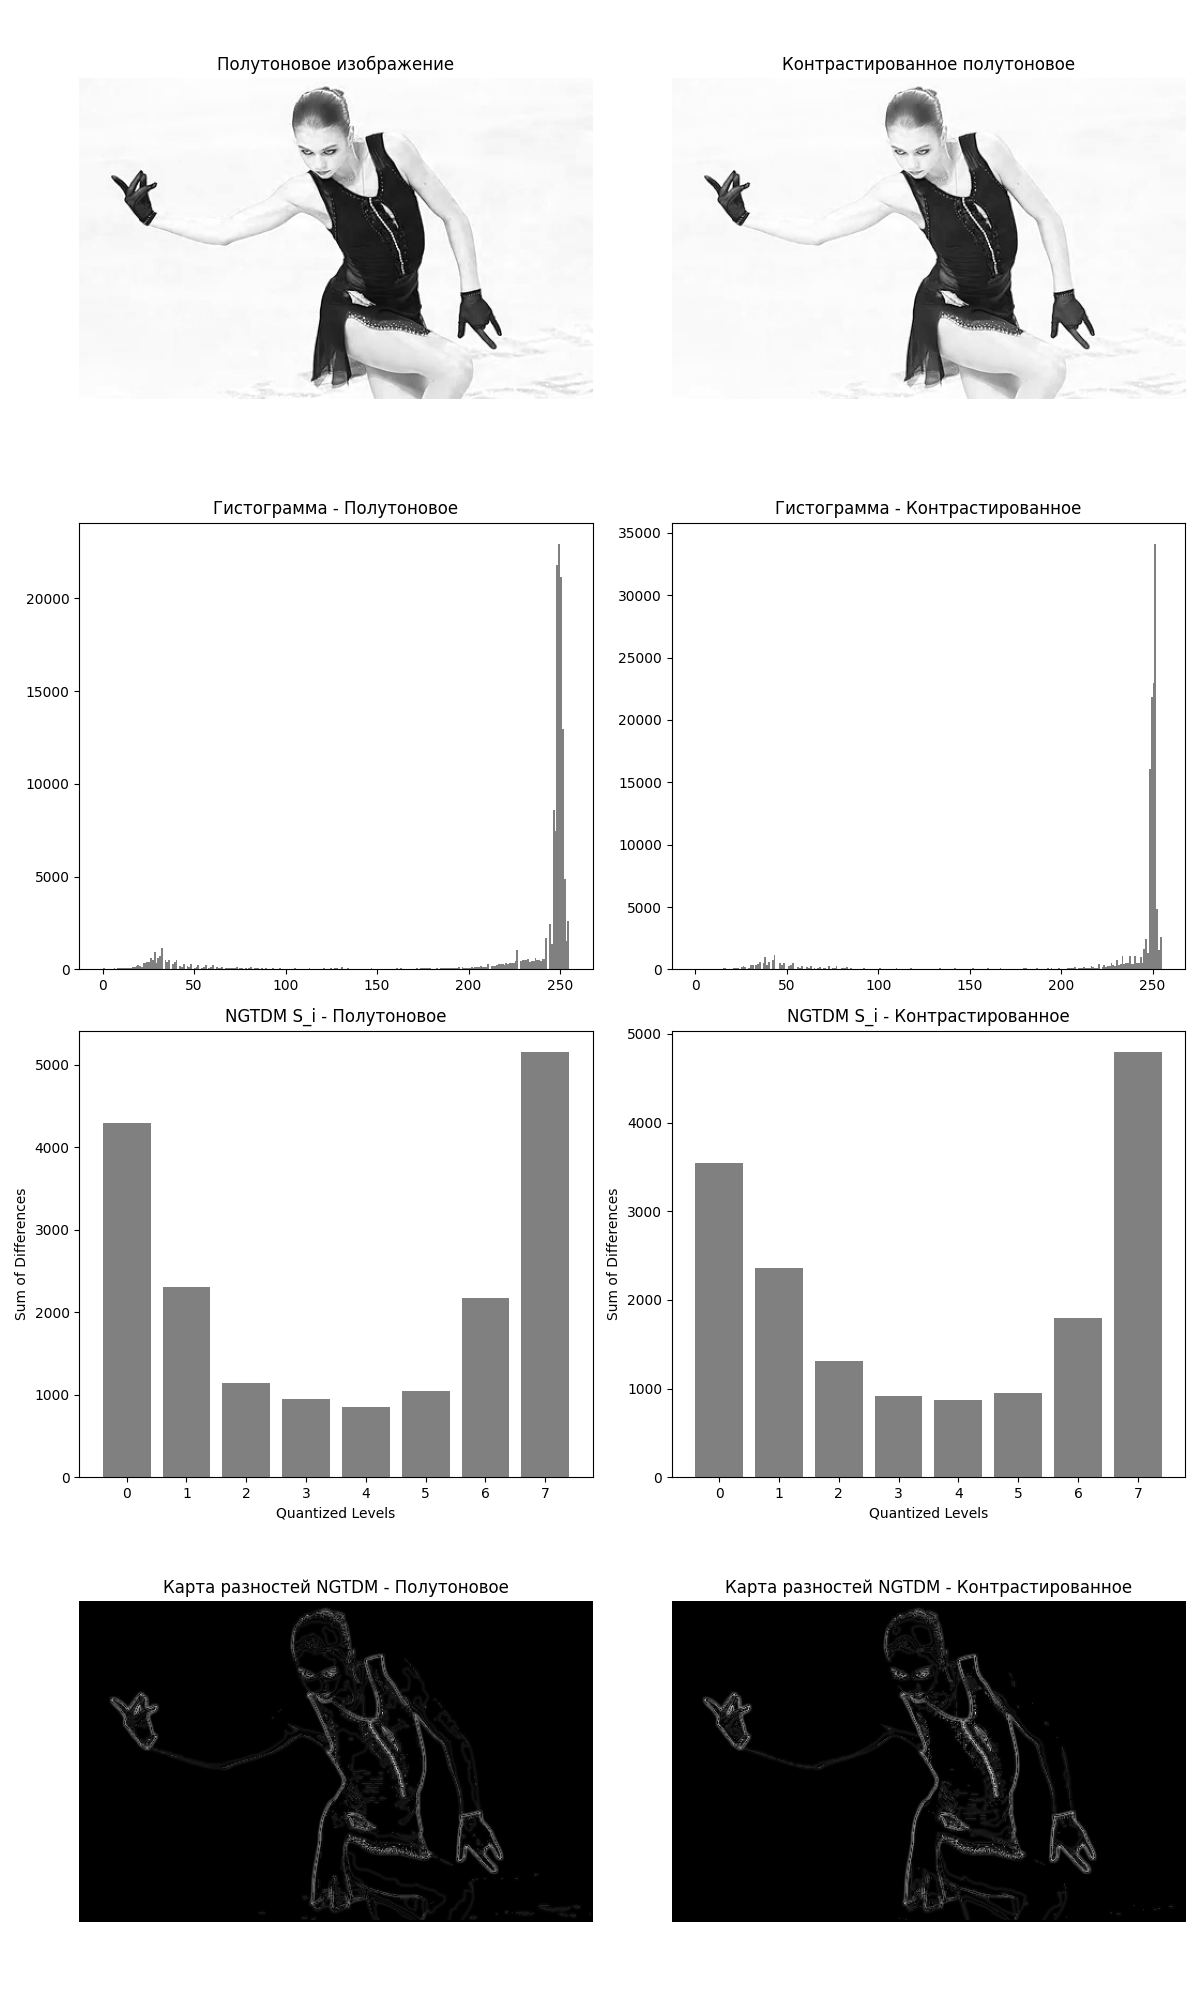 Полутоновое изображение
Контрастированное полутоновое
Гистограмма - Полутоновое
Гистограмма - Контрастированное
20000
15000
10000
5000
0
0 50 100 150 200 250
35000
30000
25000
20000
15000
10000
5000
0
0 50 100 150 200 250
NGTDM S_i - Полутоновое
NGTDM S_i - Контрастированное
Sum of Differences
5000
4000
3000
2000
1000
0
0 1 2 3 4 5 6 7
Quantized Levels
Sum of Differences
5000
4000
3000
2000
1000
0
0 1 2 3 4 5 6 7
Quantized Levels
Карта разностей NGTDM - Полутоновое
Карта разностей NGTDM - Контрастированное